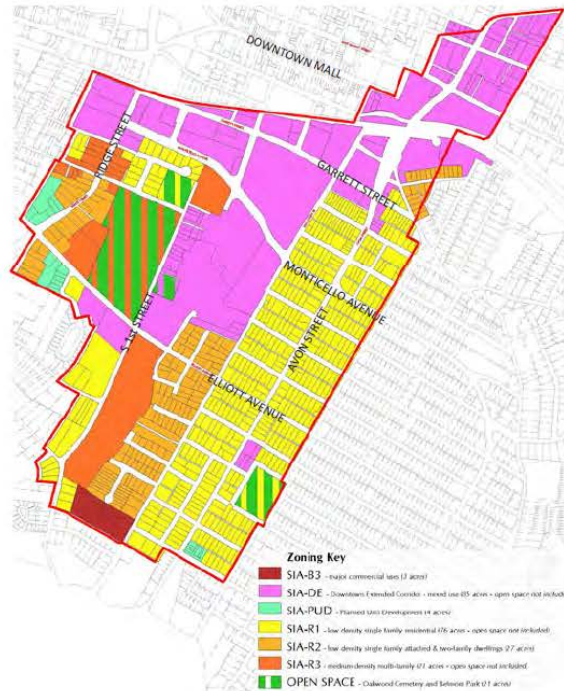 DOWNTOWN MALL
RIDGE STREET
GARRETT STREET
MONTICELLO AVENUE
AVON STREET
S 1ST STREET
ELLIOTT AVENUE
Zoning Key
SIA-B3 - major commercial uses (3 acres)
SIA-DE - Downtown Extended Corridor - mixed use (85 acres - open space not include
SIA-PUD - Planned Unit Development (4 acres)
SIA-R1 - low density single family residential (76 acres - open space not included)
SIA-R2 - low density single family attached & two-family dwellings (27 acres)
SIA-R3 - medium density multi-family (21 acres - open space not included
OPEN SPACE - Oakwood Cemetery and Belmont Park (21 acres)